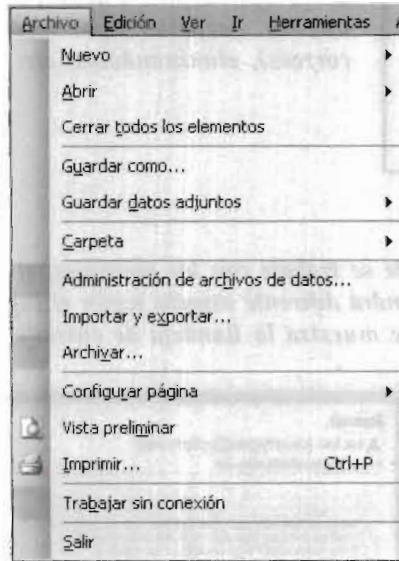 Archivo Edición Ver Ir Herramientas
Nuevo
Abrir
Cerrar todos los elementos
Guardar como...
Guardar datos adjuntos
Carpeta
Administración de archivos de datos...
Importar y exportar...
Archivar...
Configurar página
Vista preliminar
Imprimir... Ctrl+P
Trabajar sin conexión
Salir